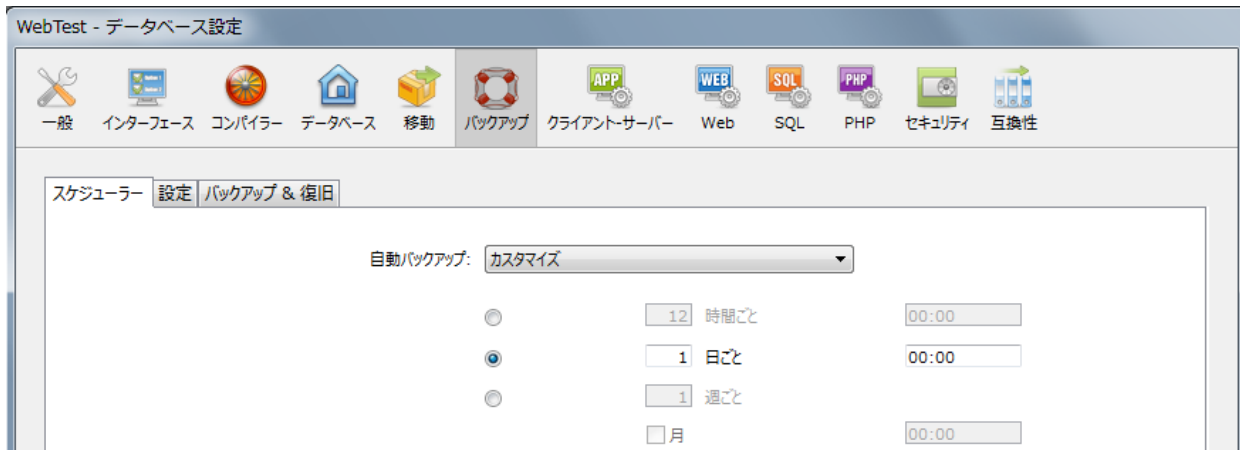 WebTest - データベース設定
一般 インターフェース コンパイラー データベース 移動 バックアップ クライアント-サーバー Web SQL PHP セキュリティ 互換性
APP WEB SQL PHP
スケジューラー 設定 バックアップ & 復旧
自動バックアップ: カスタマイズ
12 時間ごと 00:00
1 日ごと 00:00
1 週ごと
月 00:00